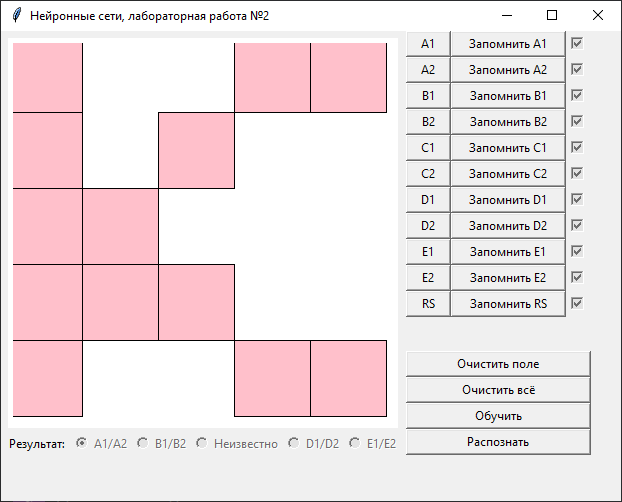 Нейронные сети, лабораторная работа №2
A1 Запомнить A1
A2 Запомнить A2
B1 Запомнить B1
B2 Запомнить B2
C1 Запомнить C1
C2 Запомнить C2
D1 Запомнить D1
D2 Запомнить D2
E1 Запомнить E1
E2 Запомнить E2
RS Запомнить RS
Очистить поле
Очистить всё
Обучить
Распознать
Результат: A1/A2 B1/B2 Неизвестно D1/D2 E1/E2